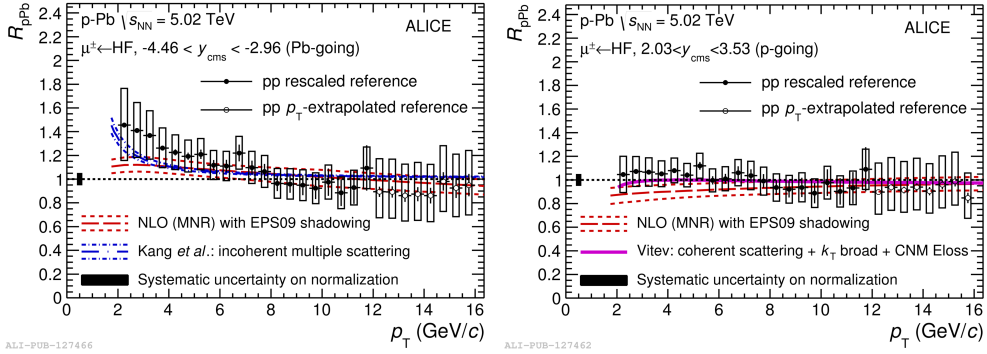 p-Pb √s_NN = 5.02 TeV
ALICE
μ±←HF, -4.46 < y_cms < -2.96 (Pb-going)
pp rescaled reference
pp p_T-extrapolated reference
NLO (MNR) with EPS09 shadowing
Kang et al.: incoherent multiple scattering
Systematic uncertainty on normalization
R_pPb
2.4
2.2
2
1.8
1.6
1.4
1.2
1
0.8
0.6
0.4
0.2
0
0 2 4 6 8 10 12 14 16
p_T (GeV/c)
ALI-PUB-127466
p-Pb √s_NN = 5.02 TeV
ALICE
μ±←HF, 2.03<y_cms<3.53 (p-going)
pp rescaled reference
pp p_T-extrapolated reference
NLO (MNR) with EPS09 shadowing
Vitev: coherent scattering + k_T broad + CNM Eloss
Systematic uncertainty on normalization
R_pPb
2.4
2.2
2
1.8
1.6
1.4
1.2
1
0.8
0.6
0.4
0.2
0
0 2 4 6 8 10 12 14 16
p_T (GeV/c)
ALI-PUB-127462